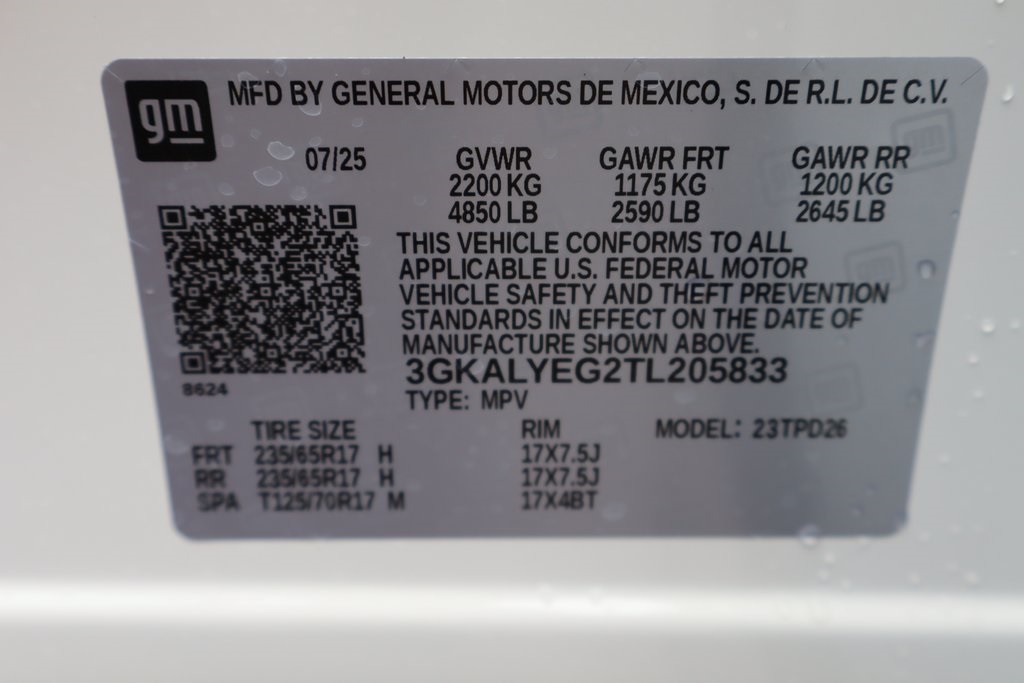 gm
MFD BY GENERAL MOTORS DE MEXICO, S. DE R.L. DE C.V.
07/25 GVWR GAWR FRT GAWR RR
2200 KG 1175 KG 1200 KG
4850 LB 2590 LB 2645 LB
THIS VEHICLE CONFORMS TO ALL
APPLICABLE U.S. FEDERAL MOTOR
VEHICLE SAFETY AND THEFT PREVENTION
STANDARDS IN EFFECT ON THE DATE OF
MANUFACTURE SHOWN ABOVE.
3GKALYEG2TL205833
8624
TYPE: MPV
TIRE SIZE RIM MODEL: 23TPD26
FRT 235/65R17 H 17X7.5J
RR 235/65R17 H 17X7.5J
SPA T125/70R17 M 17X4BT